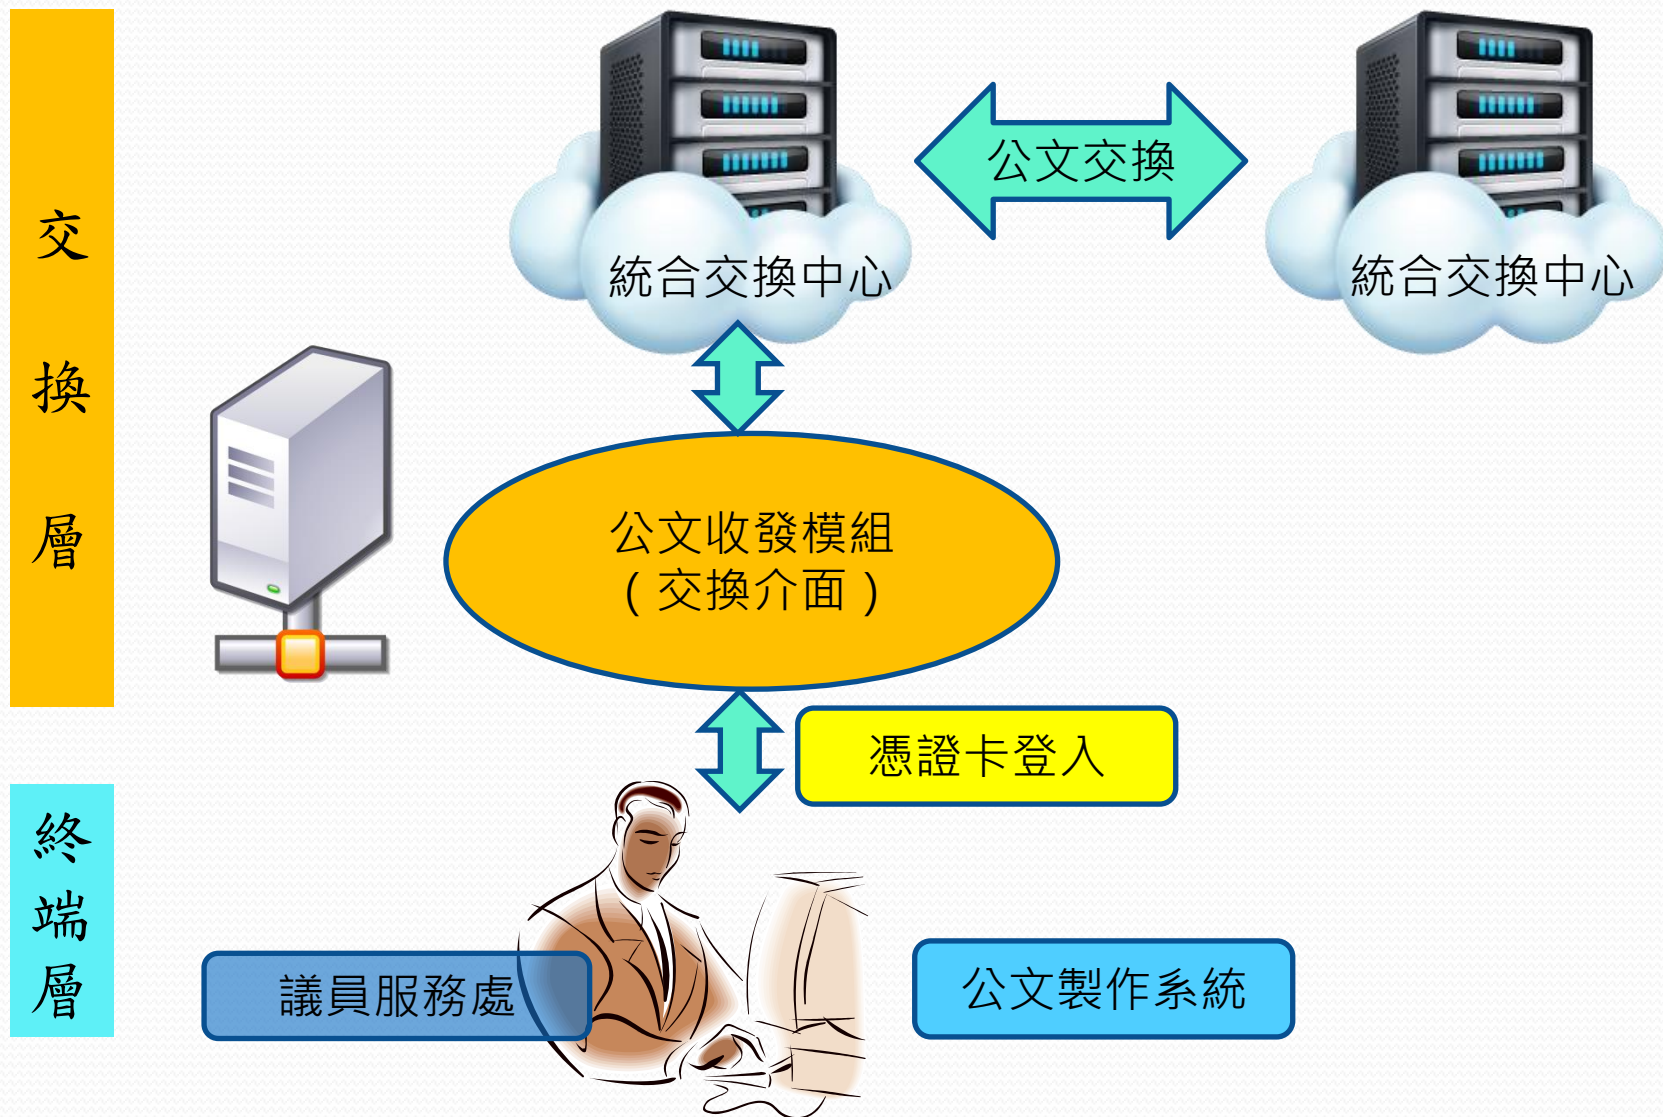 交換層
公文交換
統合交換中心
統合交換中心
公文收發模組
(交換介面)
憑證卡登入
終端層
議員服務處
公文製作系統